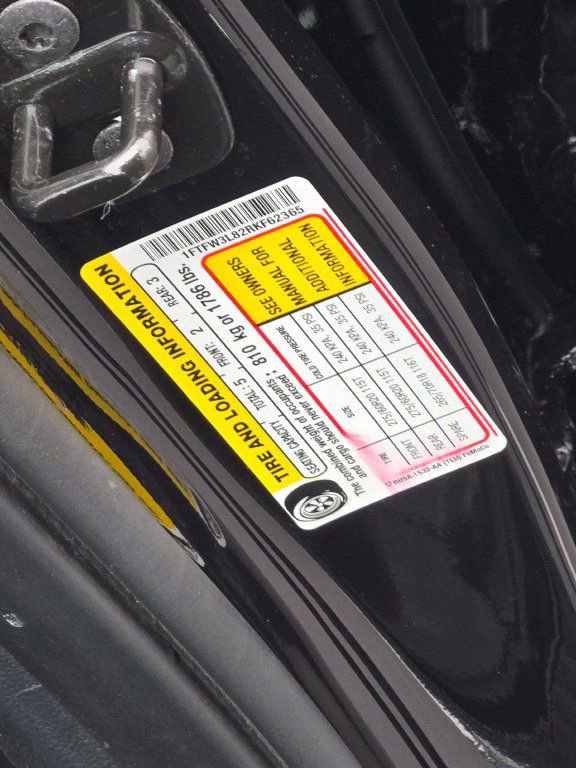 TIRE AND LOADING INFORMATION
SEATING CAPACITY TOTAL: 5 FRONT: 2 REAR: 3
The combined weight of occupants
and cargo should never exceed: 810 kg or 1786 lbs.
TIRE SIZE COLD TIRE PRESSURE
FRONT 275/60R20 115T 240 KPA, 35 PSI
REAR 275/60R20 115T 240 KPA, 35 PSI
SPARE 265/70R18 116T 240 KPA, 35 PSI
SEE OWNERS
MANUAL FOR
ADDITIONAL
INFORMATION
1FTFW3L82RKF62365